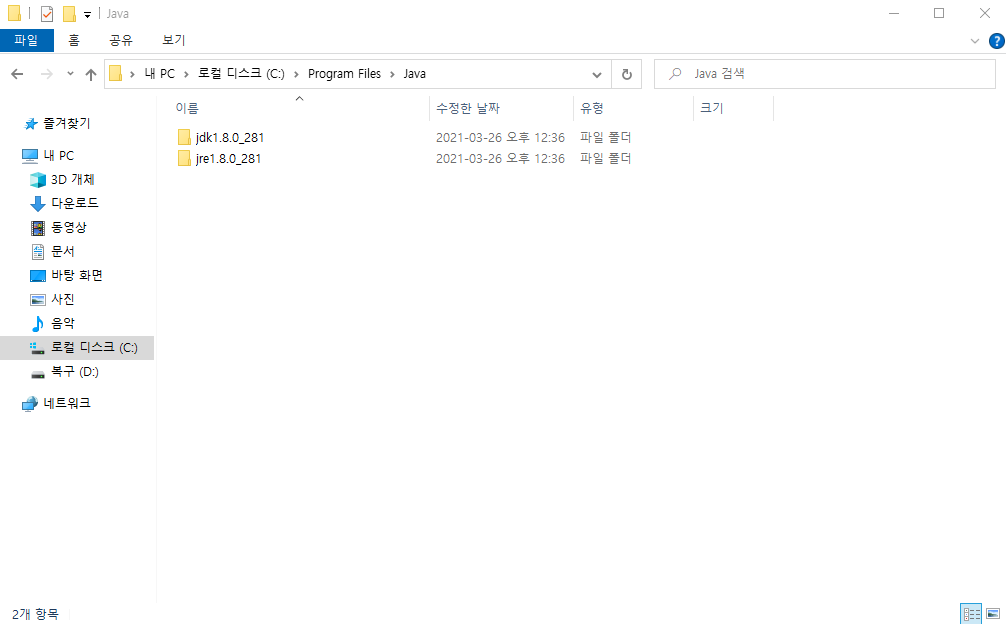 Java
파일 홈 공유 보기
내 PC 로컬 디스크 (C:) Program Files Java
Java 검색
이름 수정한 날짜 유형 크기
jdk1.8.0_281 2021-03-26 오후 12:36 파일 폴더
jre1.8.0_281 2021-03-26 오후 12:36 파일 폴더
즐겨찾기
내 PC
3D 개체
다운로드
동영상
문서
바탕 화면
사진
음악
로컬 디스크 (C:)
복구 (D:)
네트워크
2개 항목